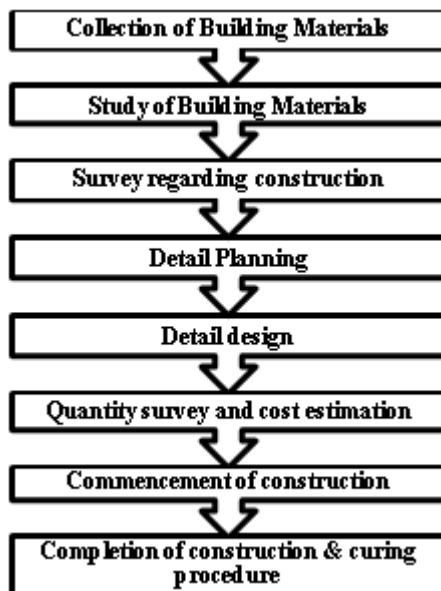 Collection of Building Materials
Study of Building Materials
Survey regarding construction
Detail Planning
Detail design
Quantity survey and cost estimation
Commencement of construction
Completion of construction & curing
procedure